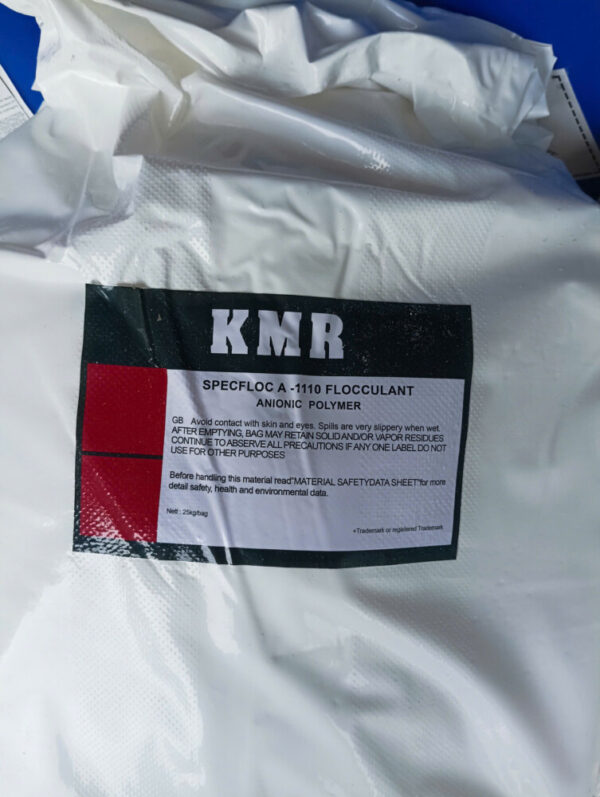 KMR
SPECFLOC A -1110 FLOCCULANT
ANIONIC POLYMER
GB Avoid contact with skin and eyes. Spills are very slippery when wet.
AFTER EMPTYING, BAG MAY RETAIN SOLID AND/OR VAPOR RESIDUES
CONTINUE TO ABSERVE ALL PRECAUTIONS IF ANY ONE LABEL DO NOT
USE FOR OTHER PURPOSES
Before handling this material read"MATERIAL SAFETYDATA SHEET"for more
detail safety, health and environmental data.
Nett : 25kg/bag
*Trademark or registered Trademark